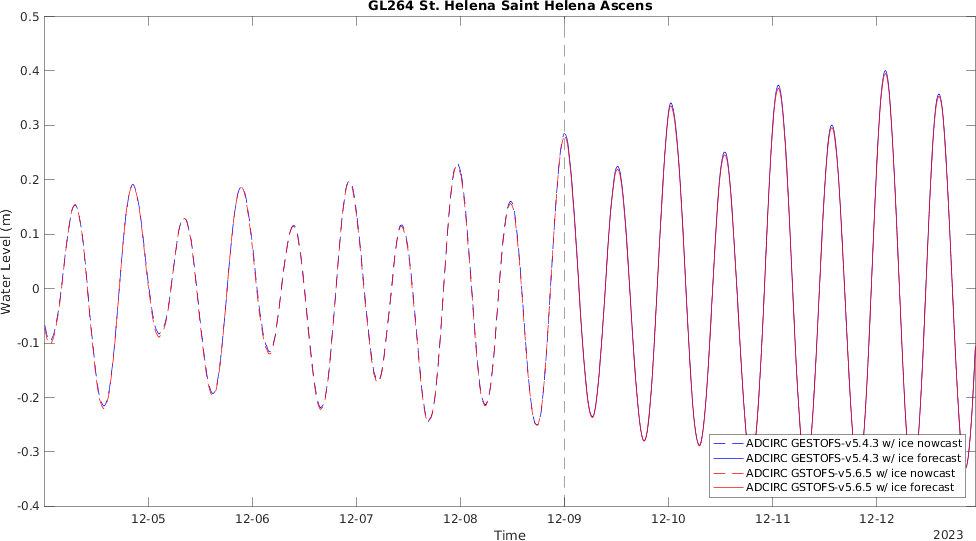 GL264 St. Helena Saint Helena Ascens
0.5
0.4
0.3
0.2
0.1
0
-0.1
-0.2
-0.3
-0.4
Water Level (m)
ADCIRC GESTOFS-v5.4.3 w/ ice nowcast
ADCIRC GESTOFS-v5.4.3 w/ ice forecast
ADCIRC GSTOFS-v5.6.5 w/ ice nowcast
ADCIRC GSTOFS-v5.6.5 w/ ice forecast
12-05 12-06 12-07 12-08 12-09 12-10 12-11 12-12
Time
2023